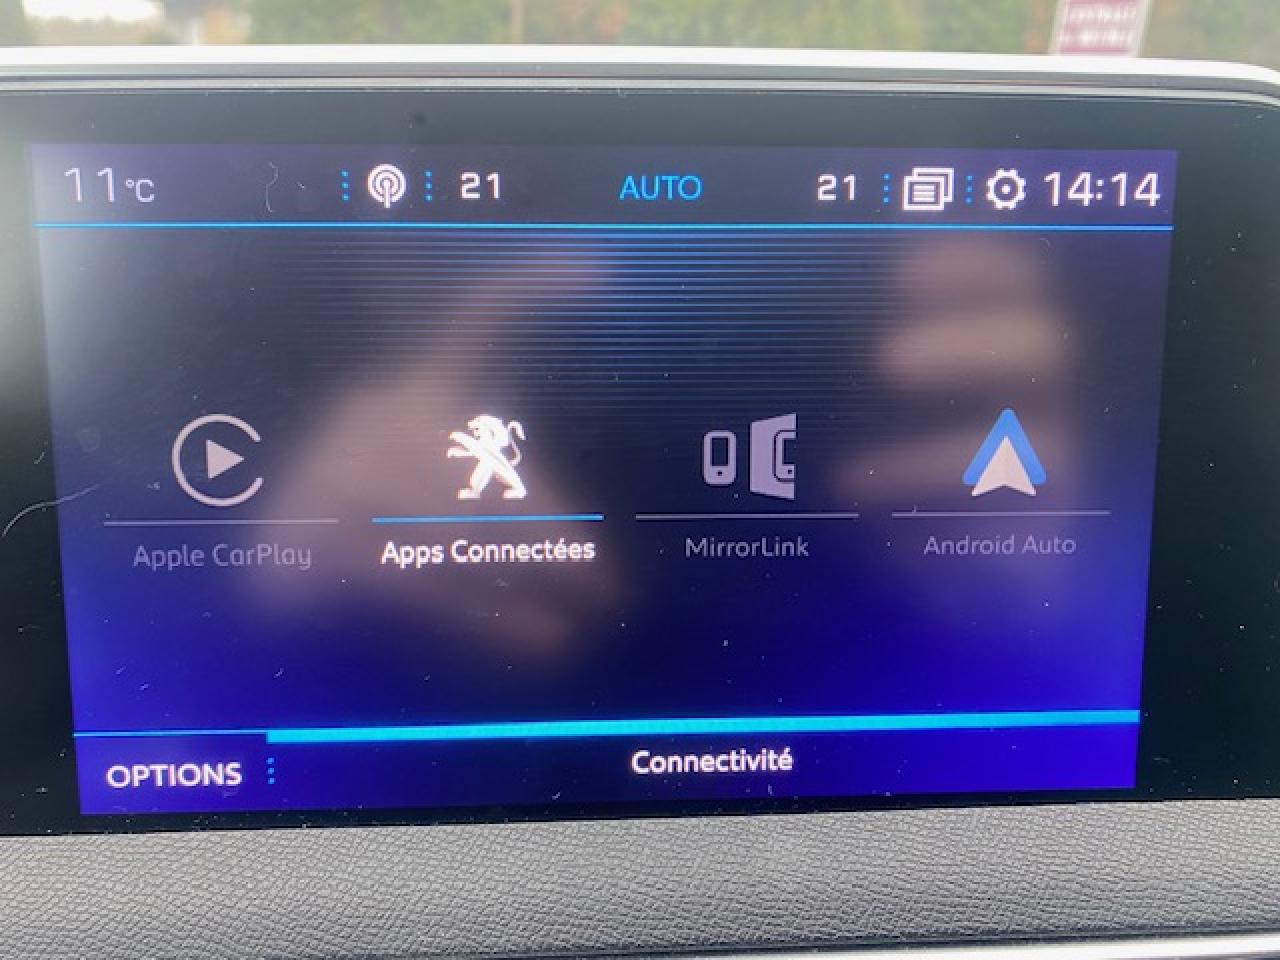 11°C 21 AUTO 21 14:14
Apple CarPlay Apps Connectées MirrorLink Android Auto
OPTIONS Connectivité